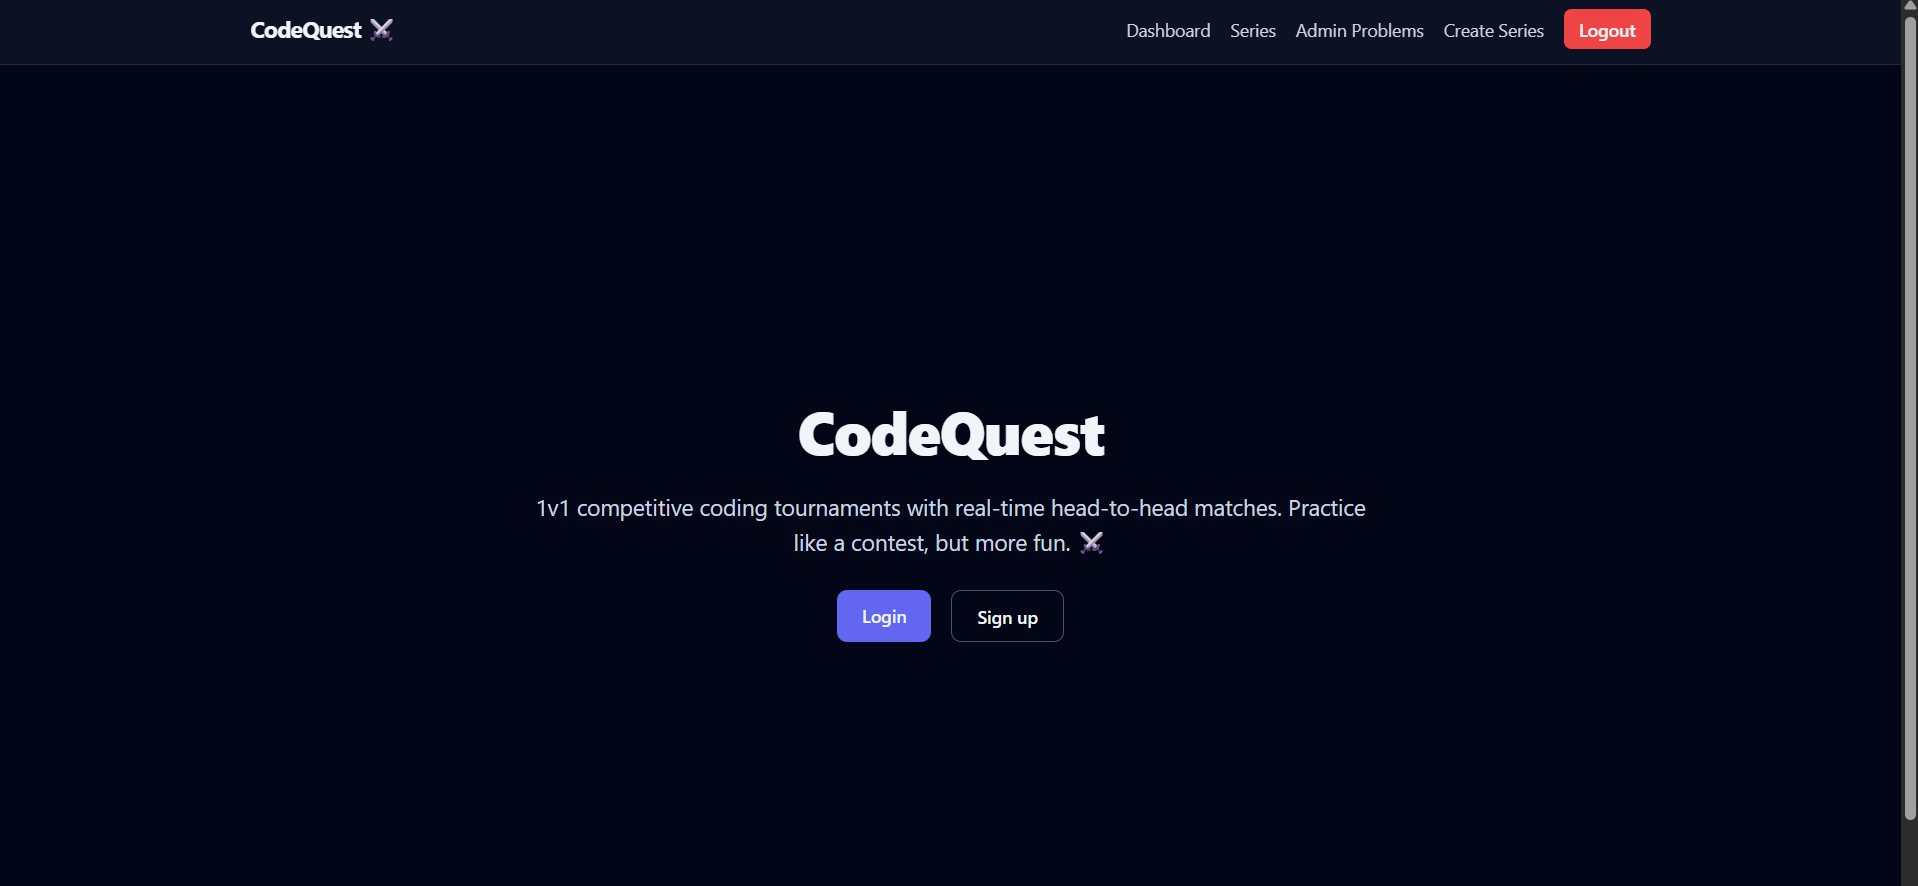 CodeQuest ⚔️
Dashboard Series Admin Problems Create Series Logout
CodeQuest
1v1 competitive coding tournaments with real-time head-to-head matches. Practice
like a contest, but more fun. ⚔️
Login Sign up